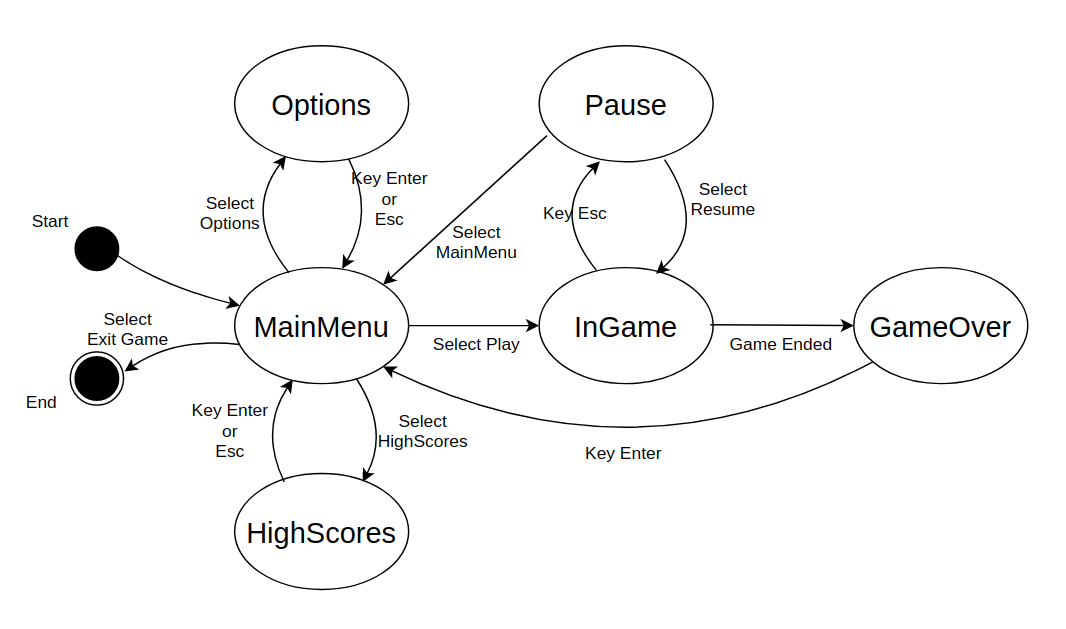 Options
Pause
Select
Options
Key Enter
or
Esc
Key Esc
Select
Resume
Start
Select
MainMenu
MainMenu
InGame
GameOver
Select
Exit Game
Select Play
Game Ended
End
Key Enter
or
Esc
Select
HighScores
Key Enter
HighScores